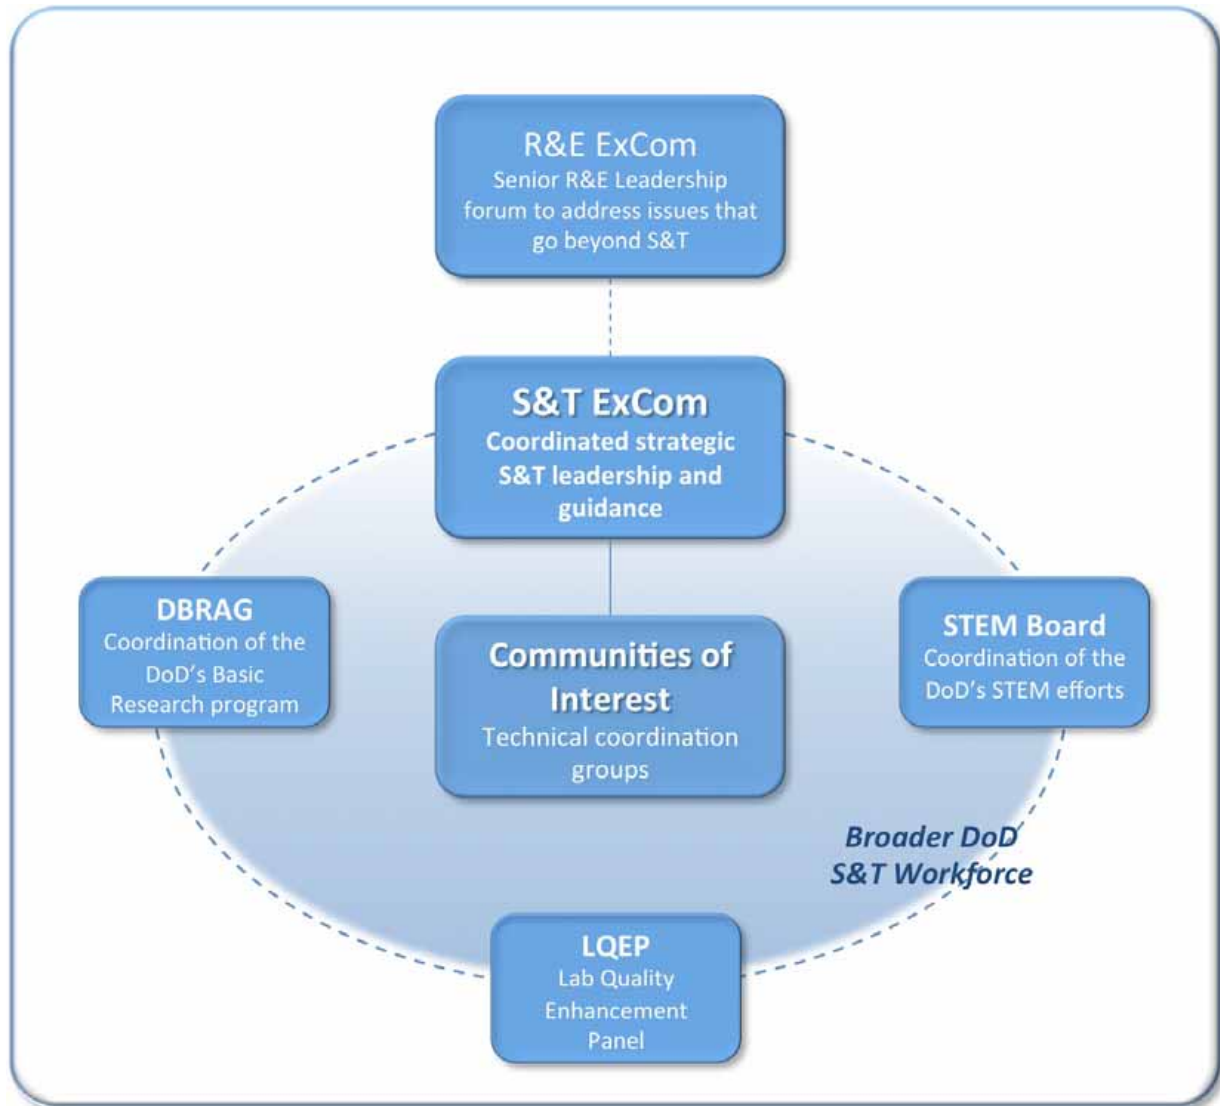 R&E ExCom
Senior R&E Leadership
forum to address issues that
go beyond S&T
S&T ExCom
Coordinated strategic
S&T leadership and
guidance
DBRAG
Coordination of the
DoD's Basic
Research program
Communities of
Interest
Technical coordination
groups
STEM Board
Coordination of the
DoD's STEM efforts
Broader DoD
S&T Workforce
LQEP
Lab Quality
Enhancement
Panel